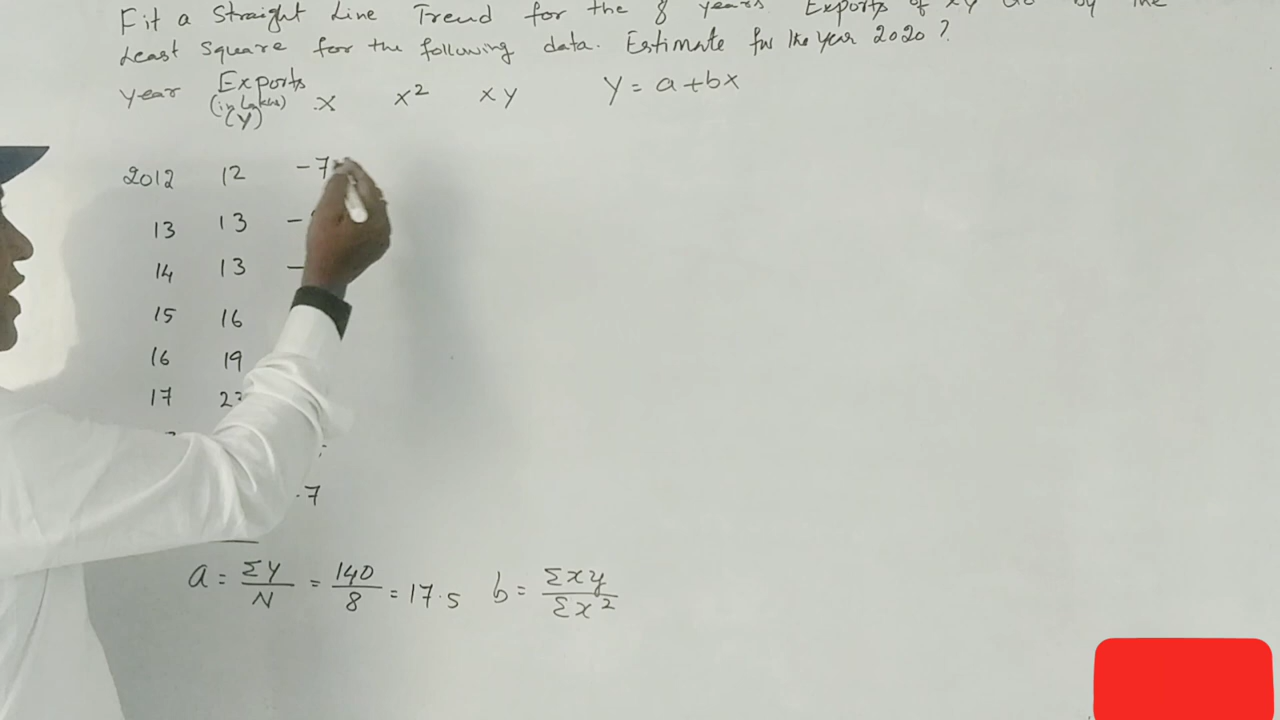 Fit a Straight Line Trend for the 8 years Exports of xy by the
Least Square for the following data. Estimate for the year 2020?
year Exports (in Lakhs) (Y) x x² xy Y = a+bx
2012 12 -7
13 13 -
14 13 -
15 16
16 19
17
7
a = ΣY/N = 140/8 = 17.5 b = Σxy/Σx²